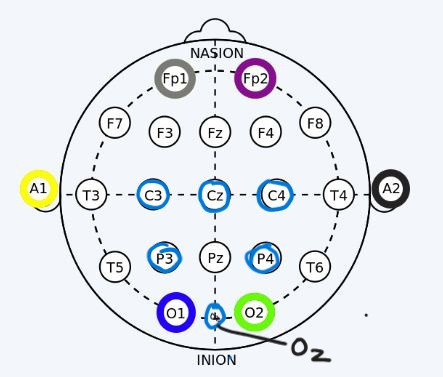 NASION
Fp1 Fp2
F7 F3 Fz F4 F8
A1 T3 C3 Cz C4 T4 A2
T5 P3 Pz P4 T6
O1 O2
Oz
INION